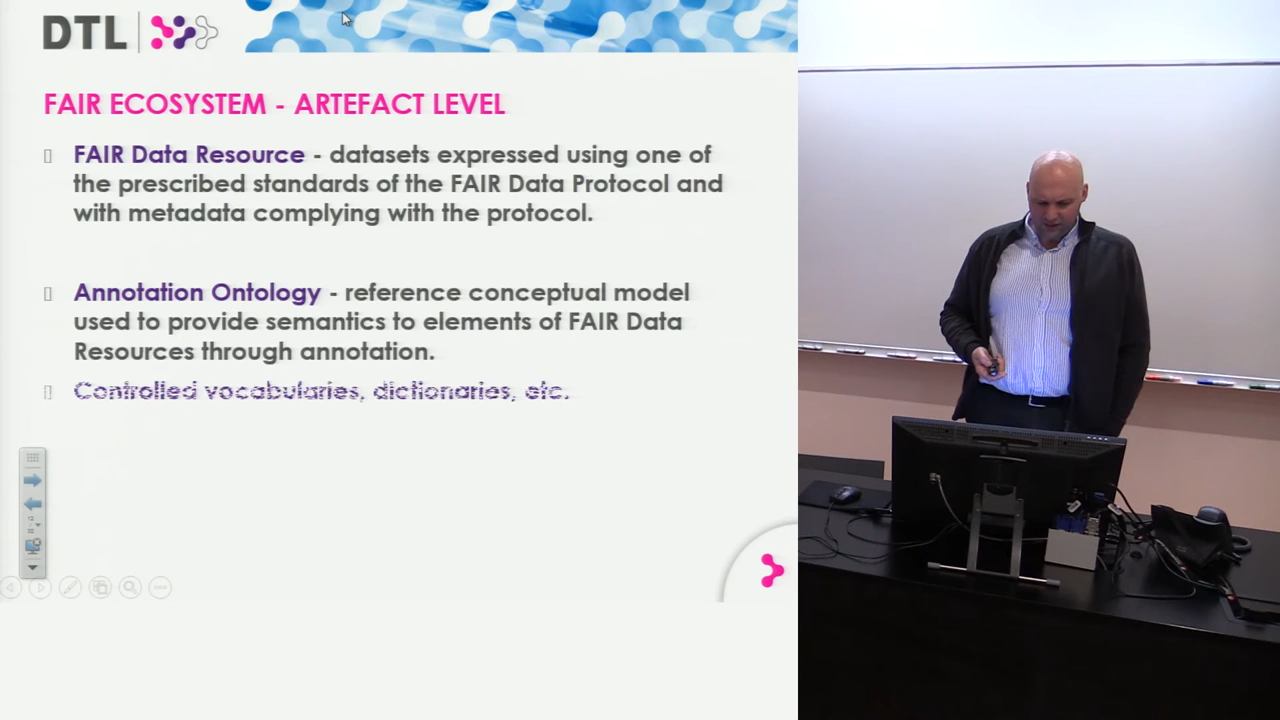 DTL
FAIR ECOSYSTEM - ARTEFACT LEVEL
FAIR Data Resource - datasets expressed using one of
the prescribed standards of the FAIR Data Protocol and
with metadata complying with the protocol.
Annotation Ontology - reference conceptual model
used to provide semantics to elements of FAIR Data
Resources through annotation.
Controlled vocabularies, dictionaries, etc.